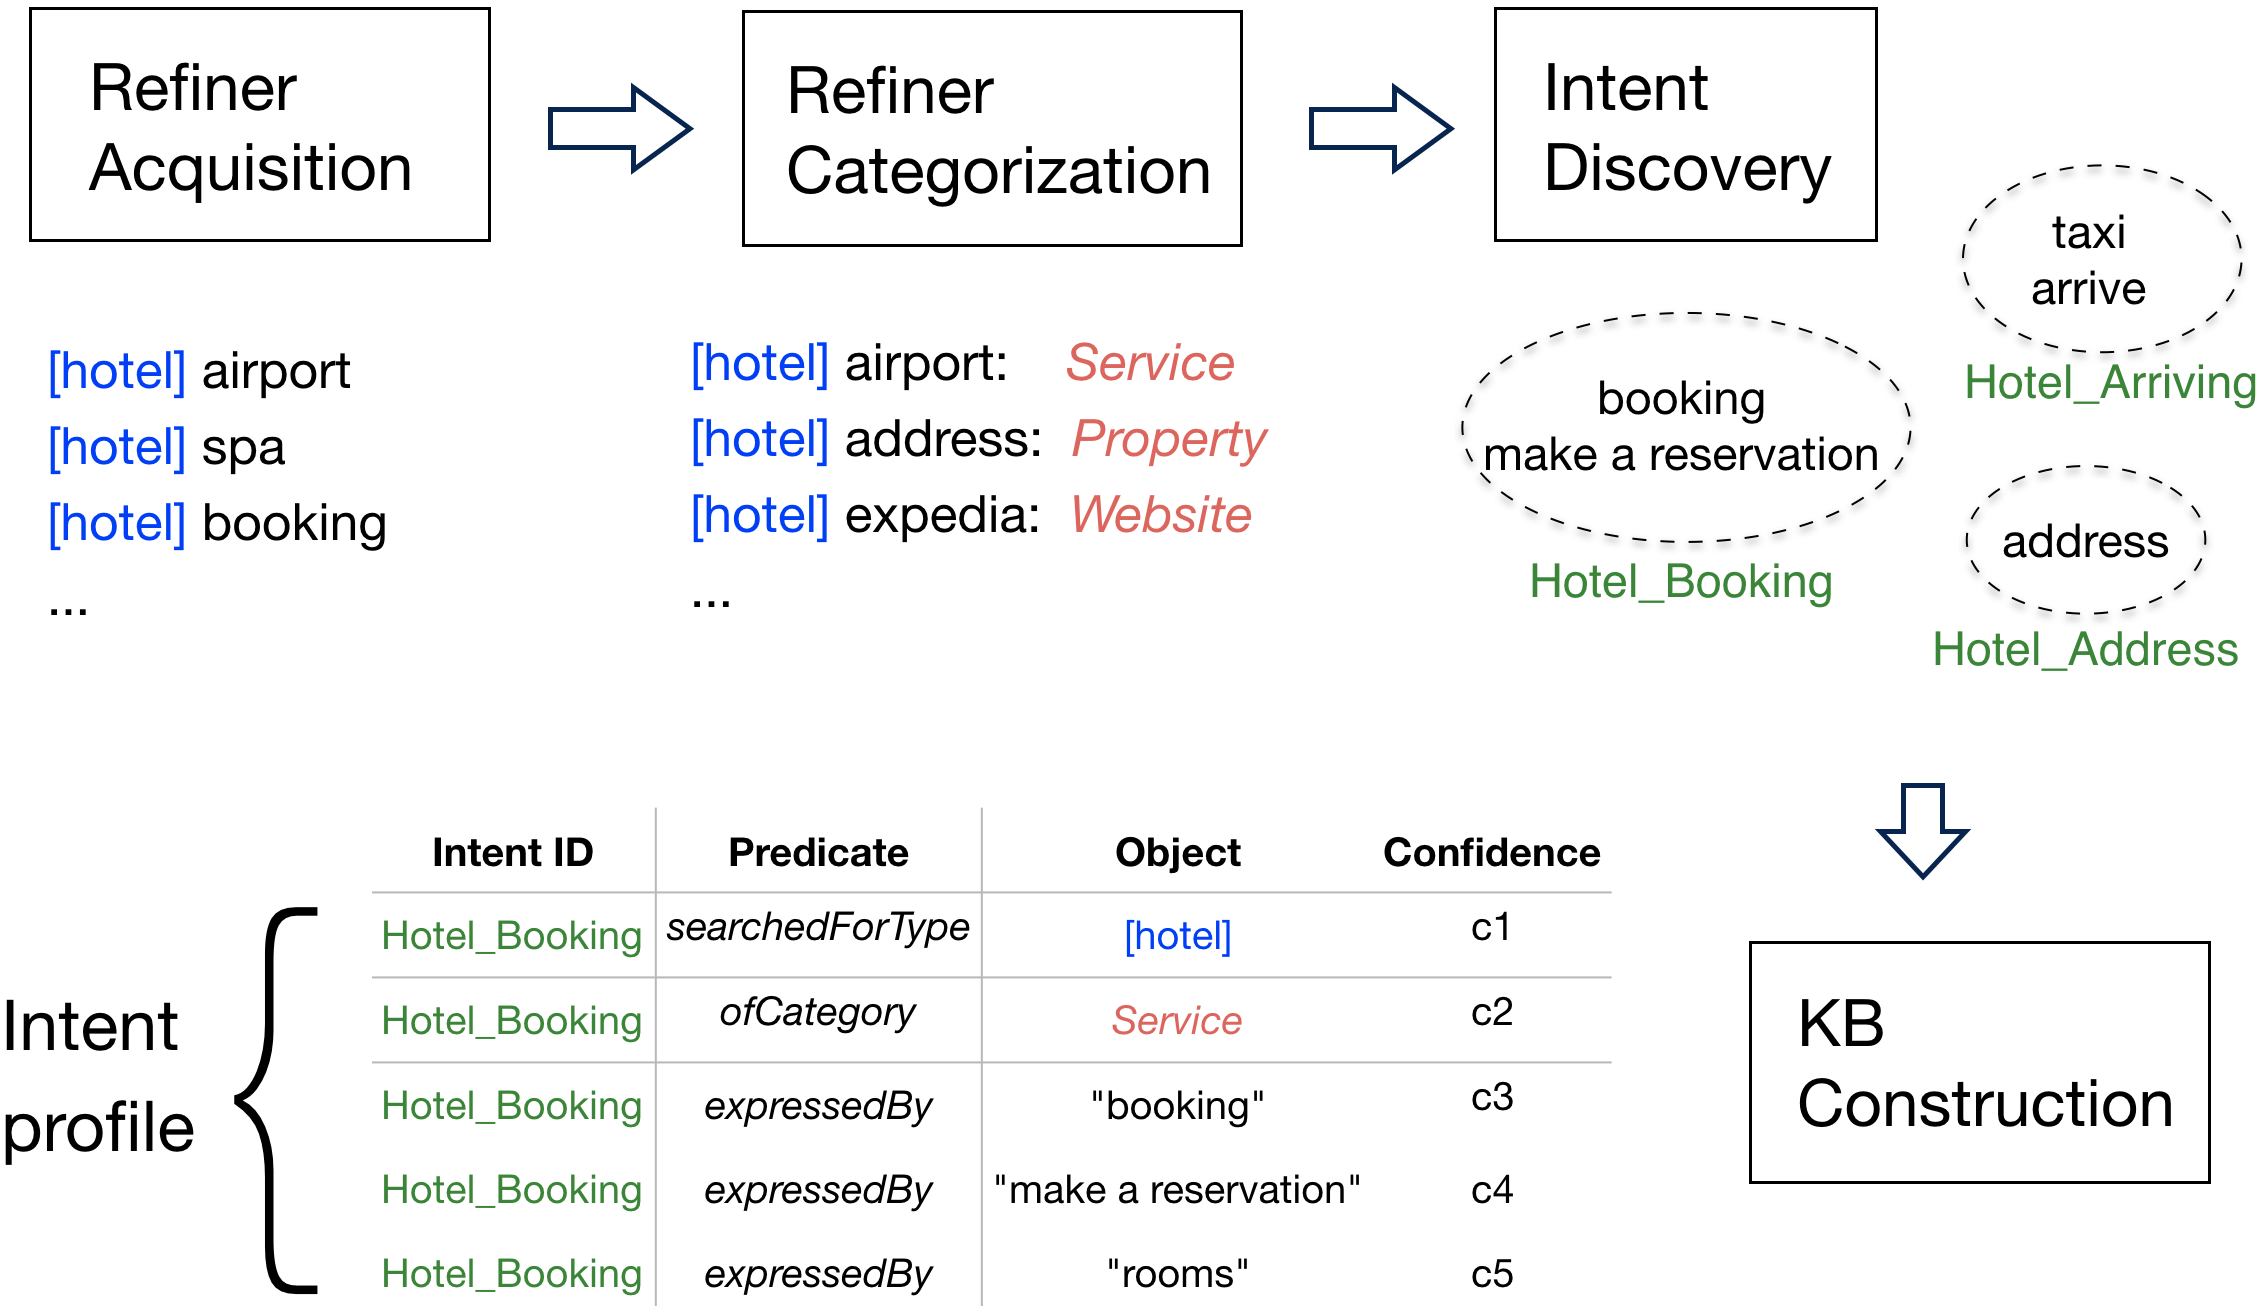 Refiner
Acquisition
Refiner
Categorization
Intent
Discovery
[hotel] airport
[hotel] spa
[hotel] booking
...
[hotel] airport: Service
[hotel] address: Property
[hotel] expedia: Website
...
taxi
arrive
Hotel_Arriving
booking
make a reservation
Hotel_Booking
address
Hotel_Address
Intent
profile
Intent ID Predicate Object Confidence
Hotel_Booking searchedForType [hotel] c1
Hotel_Booking ofCategory Service c2
Hotel_Booking expressedBy "booking" c3
Hotel_Booking expressedBy "make a reservation" c4
Hotel_Booking expressedBy "rooms" c5
KB
Construction